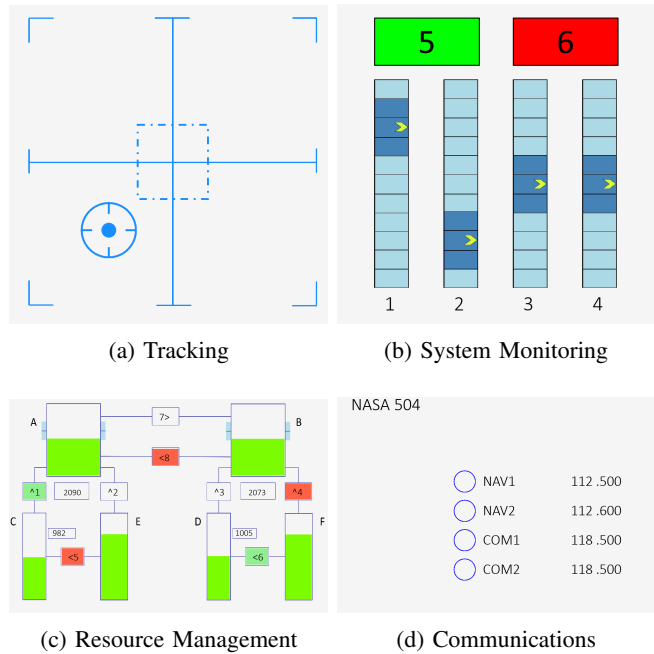 5 6
1 2 3 4
(a) Tracking (b) System Monitoring
A 7> B
<8
^1 2090 ^2 ^3 2073 ^4
C E D F
982 1005
<5 <6
NASA 504
NAV1 112.500
NAV2 112.600
COM1 118.500
COM2 118.500
(c) Resource Management (d) Communications